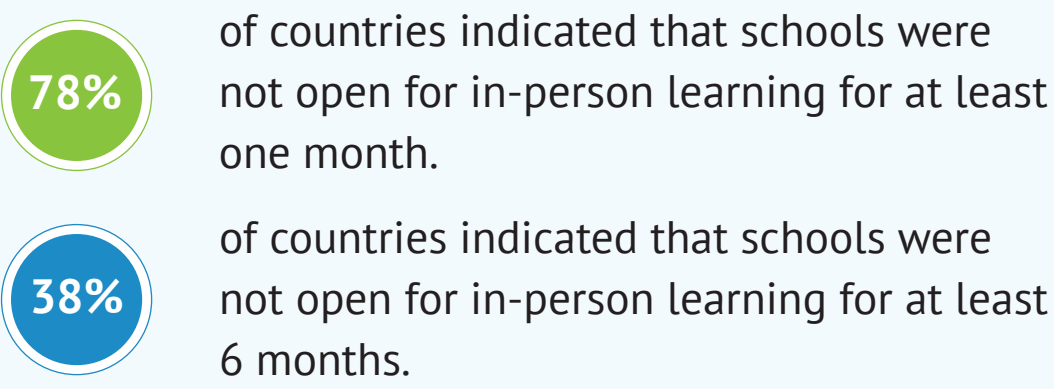 78%
of countries indicated that schools were
not open for in-person learning for at least
one month.
38%
of countries indicated that schools were
not open for in-person learning for at least
6 months.